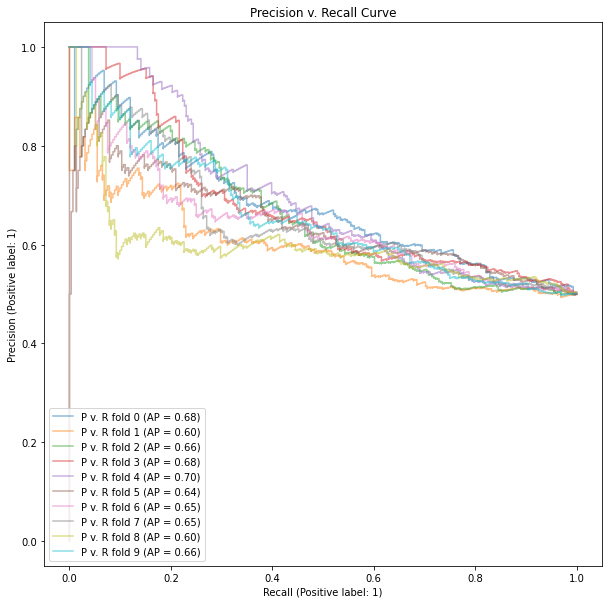 Precision v. Recall Curve
1.0
0.8
0.6
0.4
0.2
0.0
Precision (Positive label: 1)
P v. R fold 0 (AP = 0.68)
P v. R fold 1 (AP = 0.60)
P v. R fold 2 (AP = 0.66)
P v. R fold 3 (AP = 0.68)
P v. R fold 4 (AP = 0.70)
P v. R fold 5 (AP = 0.64)
P v. R fold 6 (AP = 0.65)
P v. R fold 7 (AP = 0.65)
P v. R fold 8 (AP = 0.60)
P v. R fold 9 (AP = 0.66)
0.0 0.2 0.4 0.6 0.8 1.0
Recall (Positive label: 1)